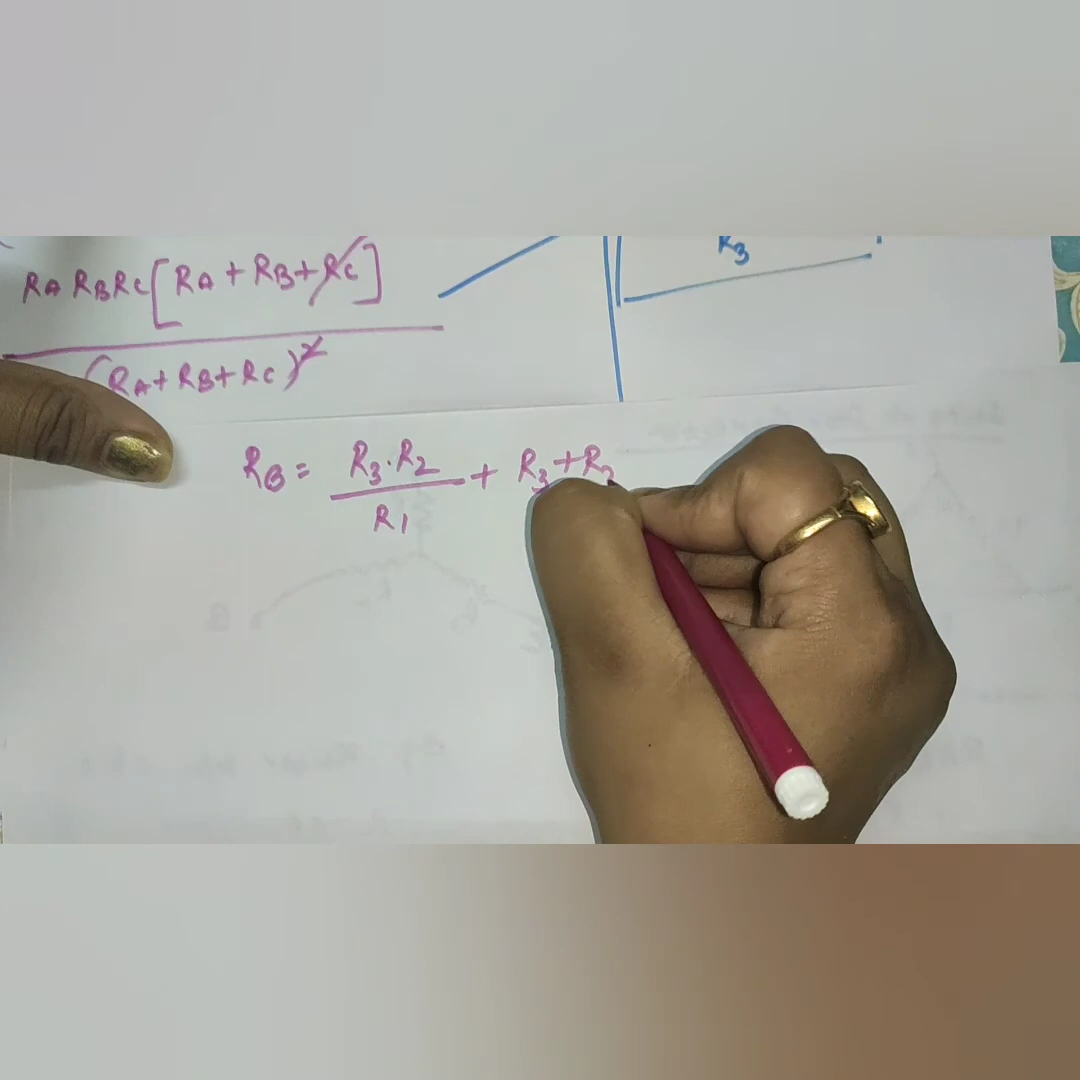 R3
RA RB RC [RA + RB + RC]
(RA + RB + RC)²
RB = R3·R2 / R1 + R3 + R2